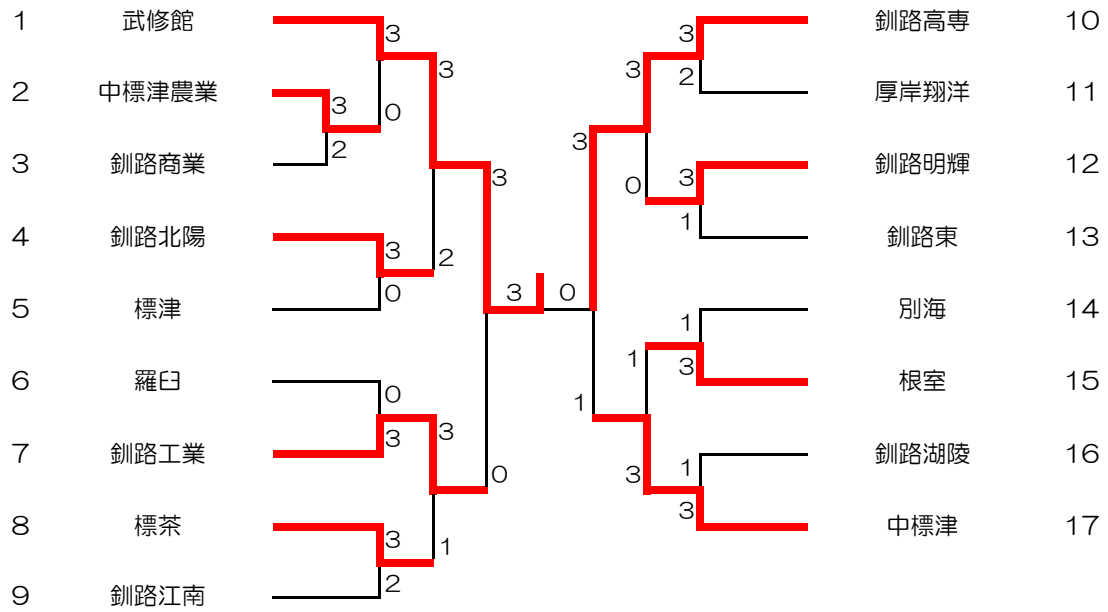 1 武修館 3 3 釧路高専 10
3 3
2 中標津農業 3 0 2 厚岸翔洋 11
2 3
3 釧路商業 3 0 3 釧路明輝 12
1
4 釧路北陽 3 2 釧路東 13
0 3 0
5 標津 1 別海 14
1 3
6 羅臼 0 1 根室 15
7 釧路工業 3 3 0 3 1 釧路湖陵 16
3
8 標茶 3 1 中標津 17
2
9 釧路江南